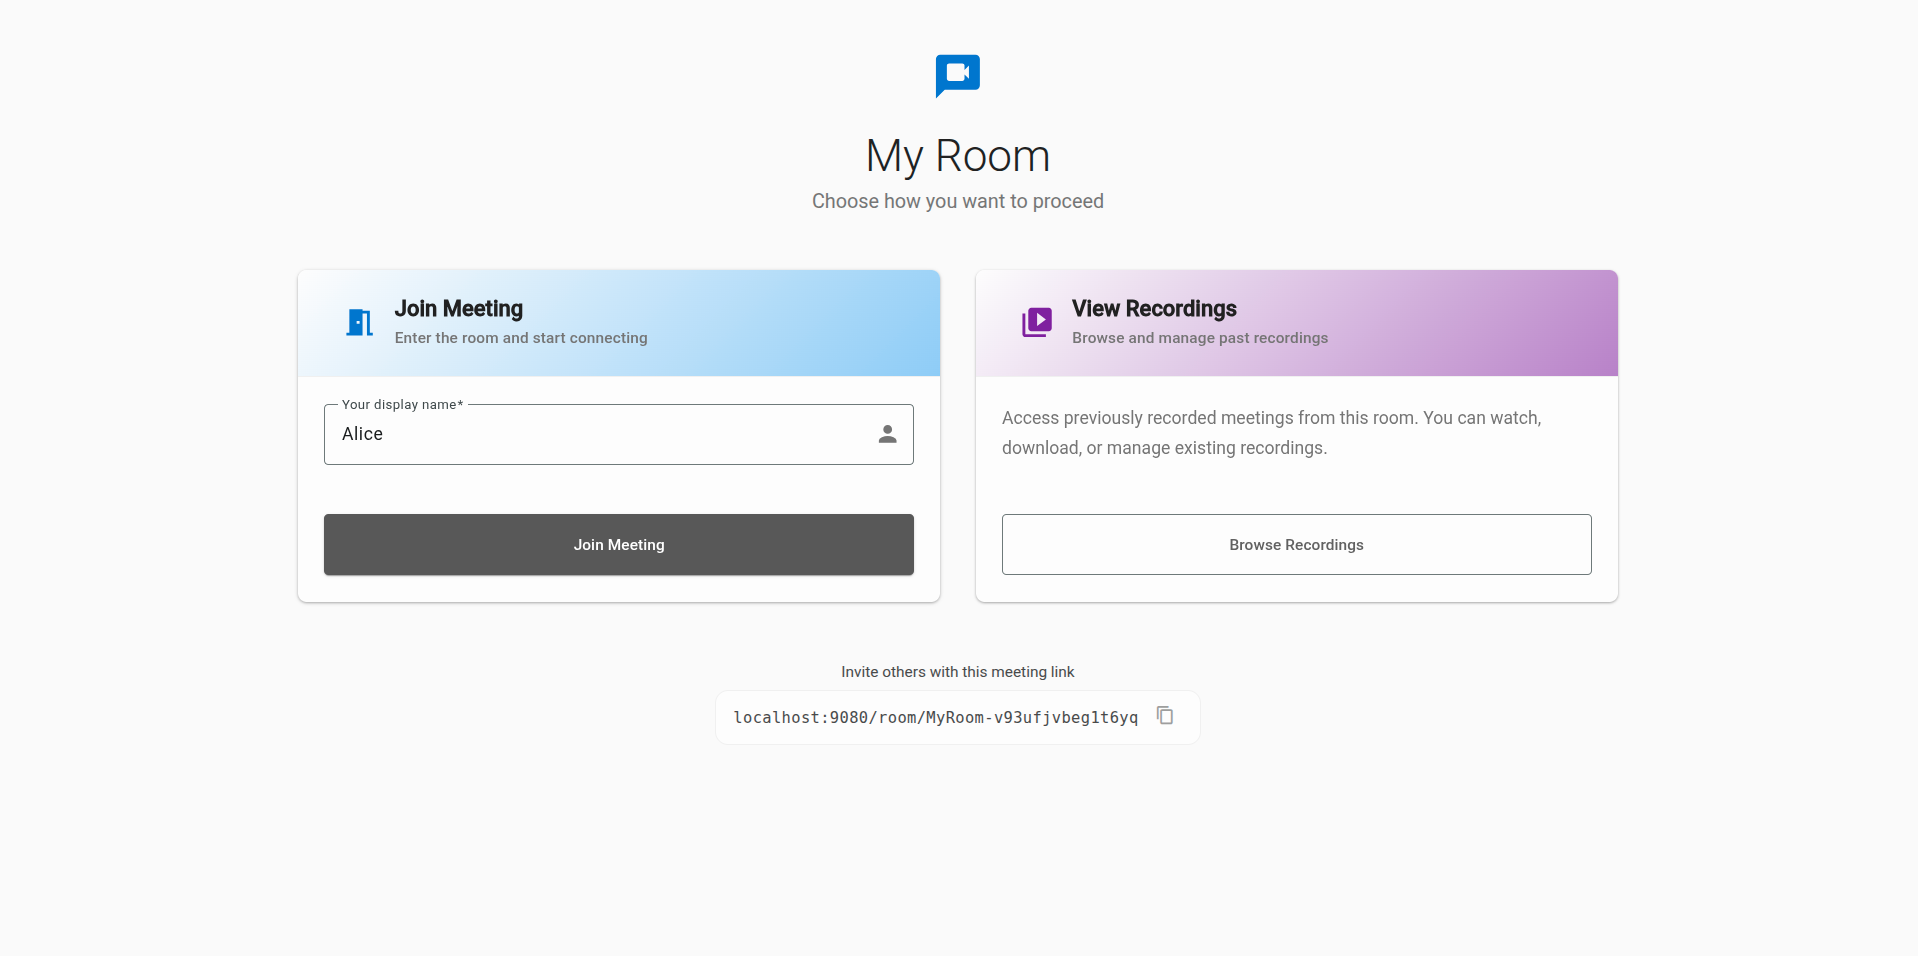 My Room
Choose how you want to proceed
Join Meeting
Enter the room and start connecting
Your display name*
Alice
Join Meeting
View Recordings
Browse and manage past recordings
Access previously recorded meetings from this room. You can watch,
download, or manage existing recordings.
Browse Recordings
Invite others with this meeting link
localhost:9080/room/MyRoom-v93ufjvbeg1t6yq